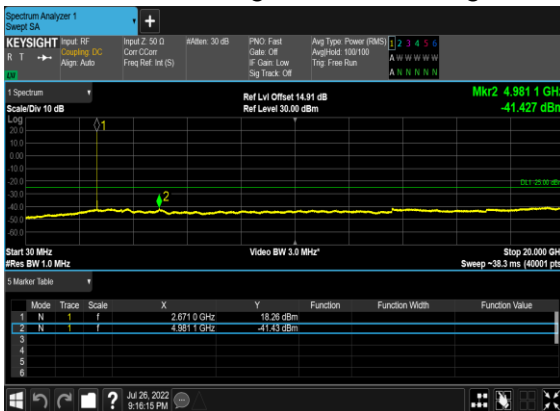 Spectrum Analyzer 1
Swept SA
KEYSIGHT Input: RF Input Z: 50 Ω #Atten: 30 dB PNO: Fast Avg Type: Power (RMS) 1 2 3 4 5 6
R T Coupling: DC Corr CCorr Gate: Off Avg|Hold: 100/100 A W W W W W
Align: Auto Freq Ref: Int (S) IF Gain: Low Trig: Free Run
Sig Track: Off A N N N N N
1 Spectrum Ref Lvl Offset 14.91 dB Mkr2 4.981 1 GHz
Scale/Div 10 dB Ref Level 30.00 dBm -41.427 dBm
Log
20.0
10.0
0.00
-10.0
-20.0
-30.0
-40.0
-50.0
-60.0
1
2
Start 30 MHz Video BW 3.0 MHz* Stop 20.000 GH
#Res BW 1.0 MHz Sweep ~38.3 ms (40001 pts
5 Marker Table
Mode Trace Scale X Y Function Function Width Function Value
1 N 1 f 2.671 0 GHz 18.26 dBm
2 N 1 f 4.981 1 GHz -41.43 dBm
3
4
5
6
? Jul 26, 2022
9:16:15 PM